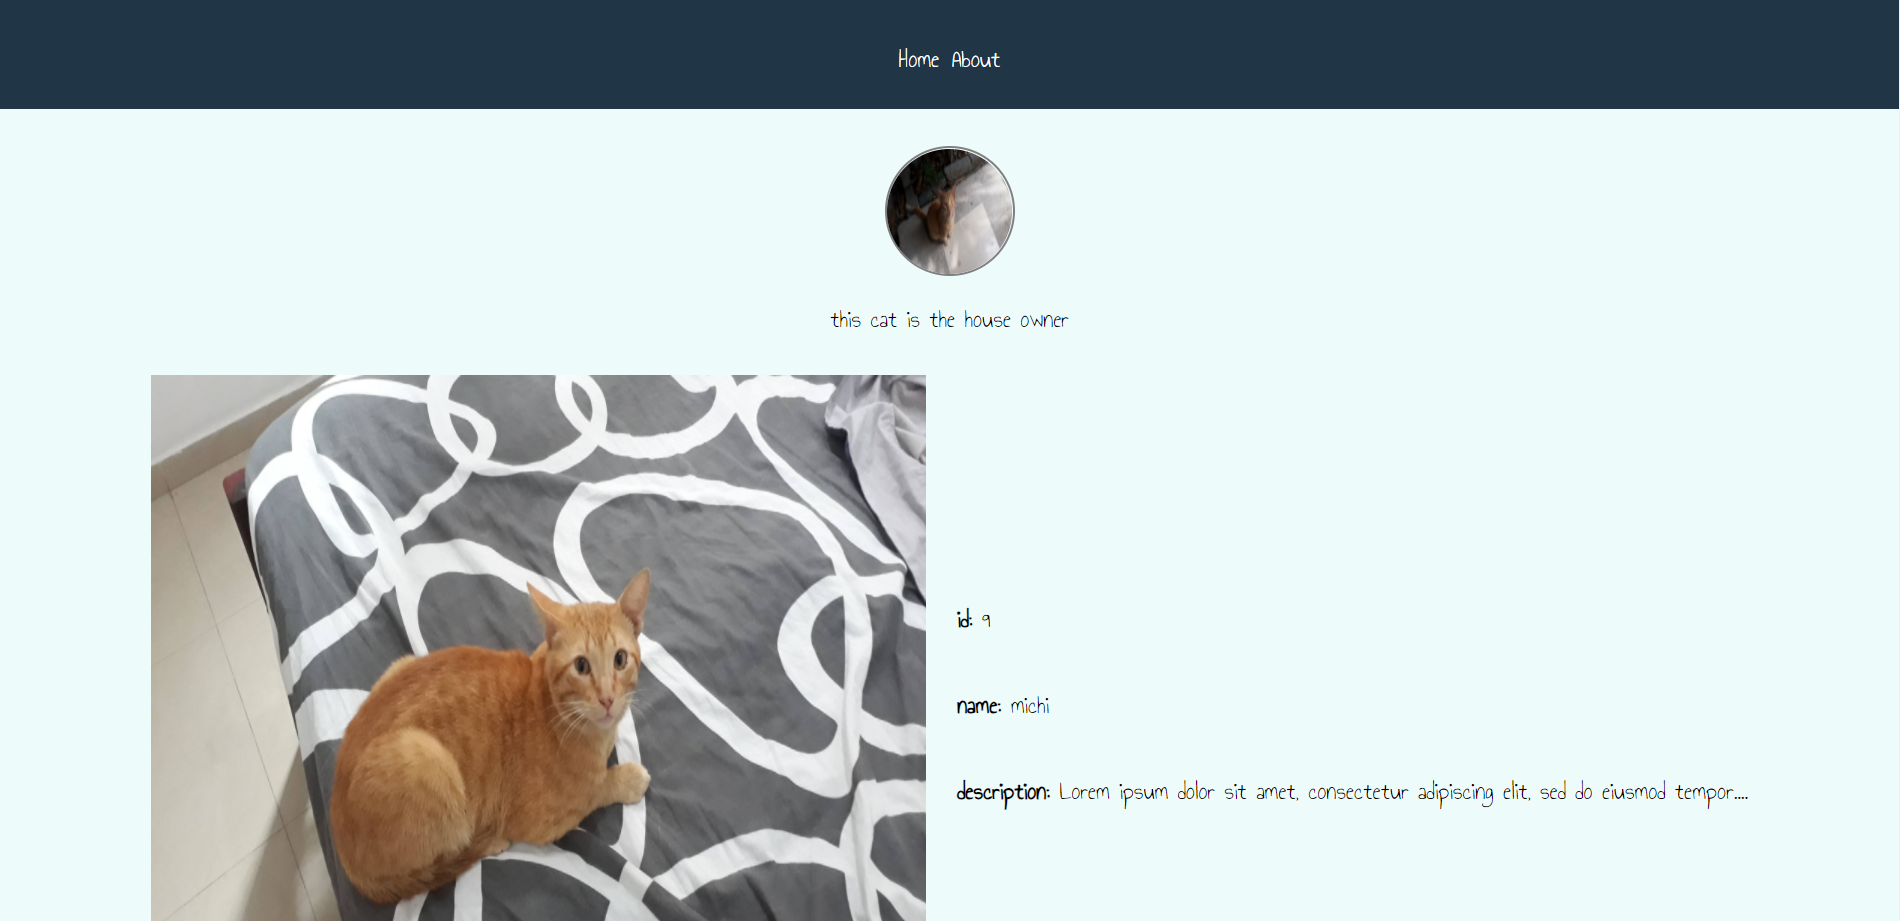 Home About
this cat is the house owner
id: 9
name: michi
description: Lorem ipsum dolor sit amet, consectetur adipiscing elit, sed do eiusmod tempor....